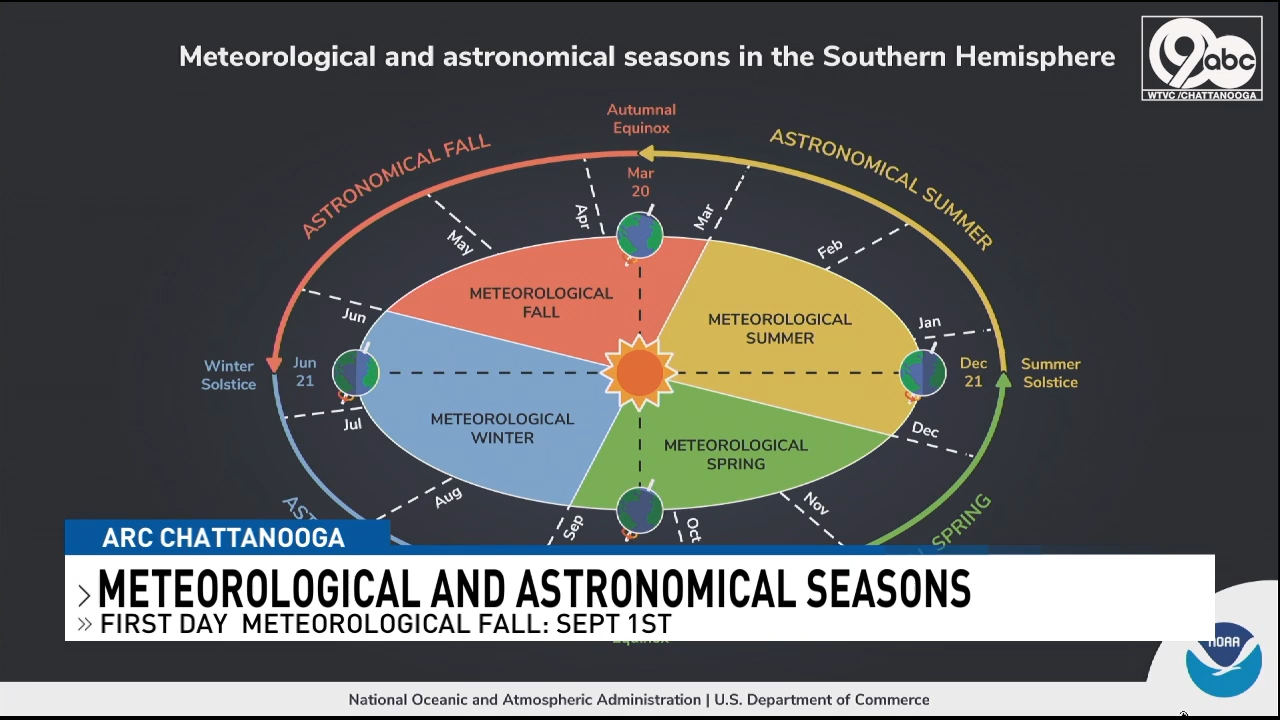 Meteorological and astronomical seasons in the Southern Hemisphere
9 abc
WTVC /CHATTANOOGA
Autumnal
Equinox
ASTRONOMICAL FALL
ASTRONOMICAL SUMMER
Mar
20
Apr
Mar
May
Feb
METEOROLOGICAL
FALL
METEOROLOGICAL
SUMMER
Jun
Jan
Winter
Solstice
Jun
21
Dec
21
Summer
Solstice
Jul
METEOROLOGICAL
WINTER
METEOROLOGICAL
SPRING
Dec
Aug
Nov
Sep
Oct
AST
SPRING
ARC CHATTANOOGA
METEOROLOGICAL AND ASTRONOMICAL SEASONS
FIRST DAY METEOROLOGICAL FALL: SEPT 1ST
NOAA
National Oceanic and Atmospheric Administration | U.S. Department of Commerce